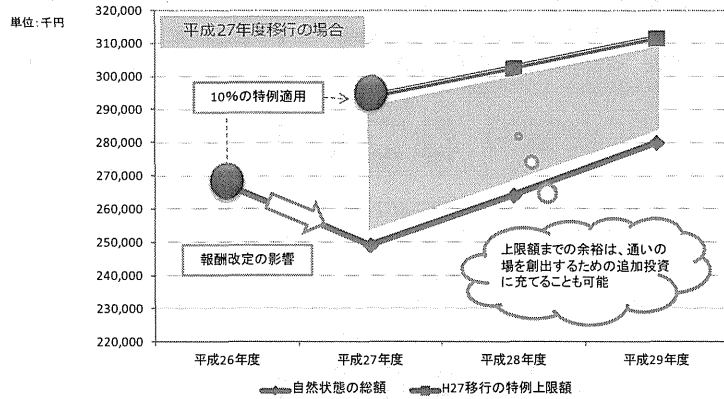 単位:千円
平成27年度移行の場合
320,000
310,000
300,000
290,000
280,000
270,000
260,000
250,000
240,000
230,000
220,000
10%の特例適用
報酬改定の影響
上限額までの余裕は、通いの
場を創出するための追加投資
に充てることも可能
平成26年度 平成27年度 平成28年度 平成29年度
自然状態の総額 H27移行の特例上限額